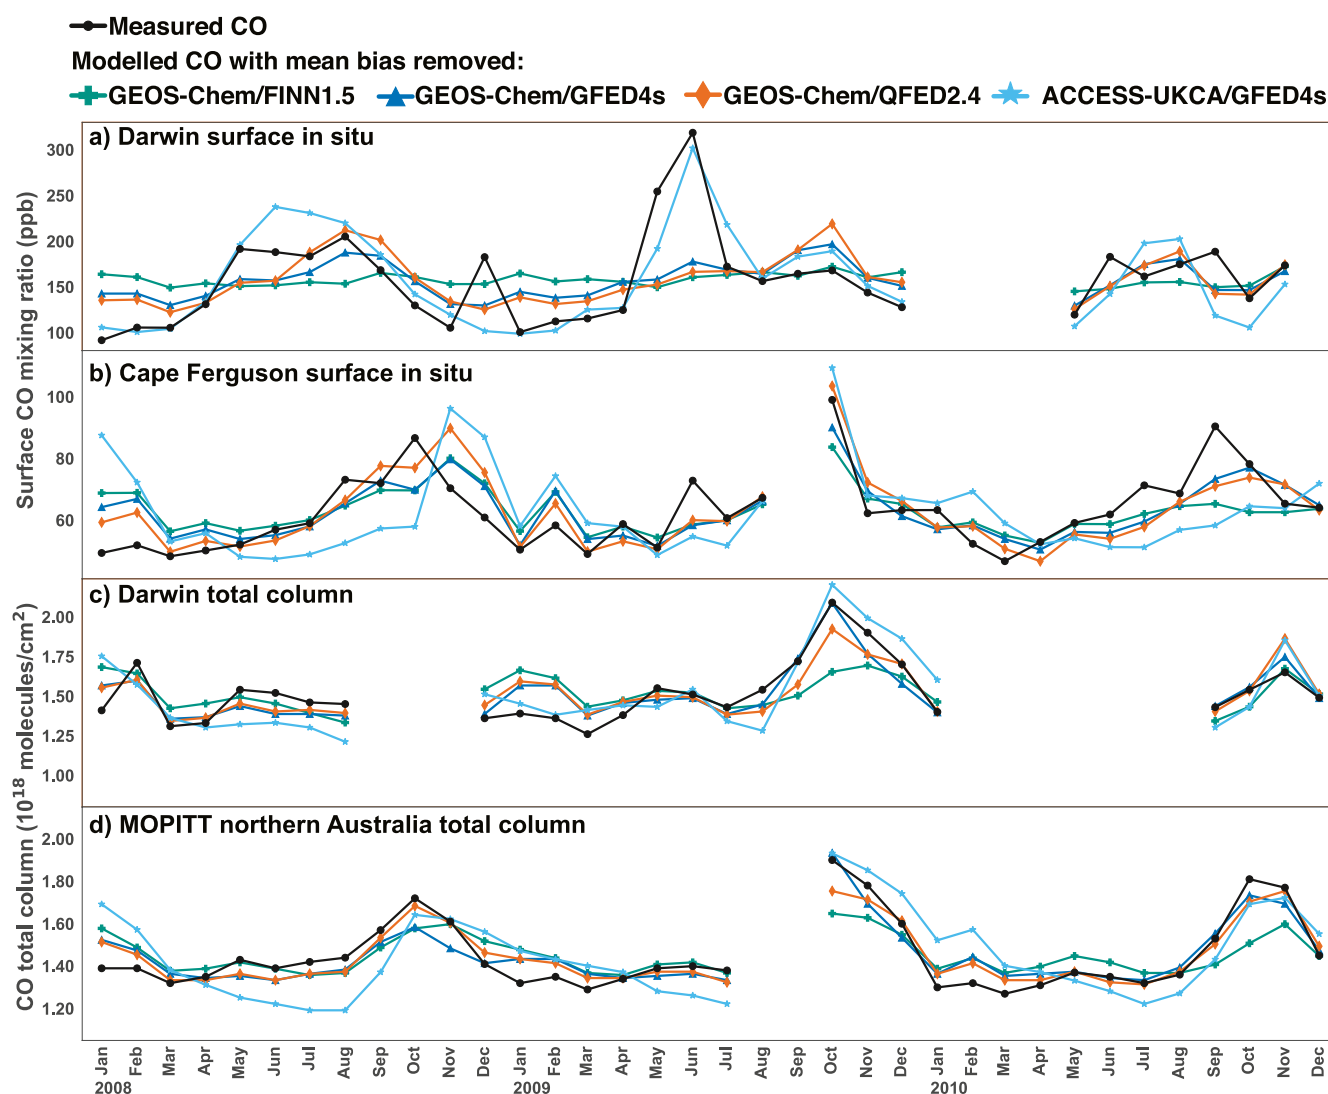 Measured CO
Modelled CO with mean bias removed:
GEOS-Chem/FINN1.5 GEOS-Chem/GFED4s GEOS-Chem/QFED2.4 ACCESS-UKCA/GFED4s
a) Darwin surface in situ
300
250
200
150
100
Surface CO mixing ratio (ppb)
b) Cape Ferguson surface in situ
100
80
60
c) Darwin total column
2.00
1.75
1.50
1.25
1.00
CO total column (10¹⁸ molecules/cm²)
d) MOPITT northern Australia total column
2.00
1.80
1.60
1.40
1.20
Jan Feb Mar Apr May Jun Jul Aug Sep Oct Nov Dec Jan Feb Mar Apr May Jun Jul Aug Sep Oct Nov Dec Jan Feb Mar Apr May Jun Jul Aug Sep Oct Nov Dec
2008 2009 2010